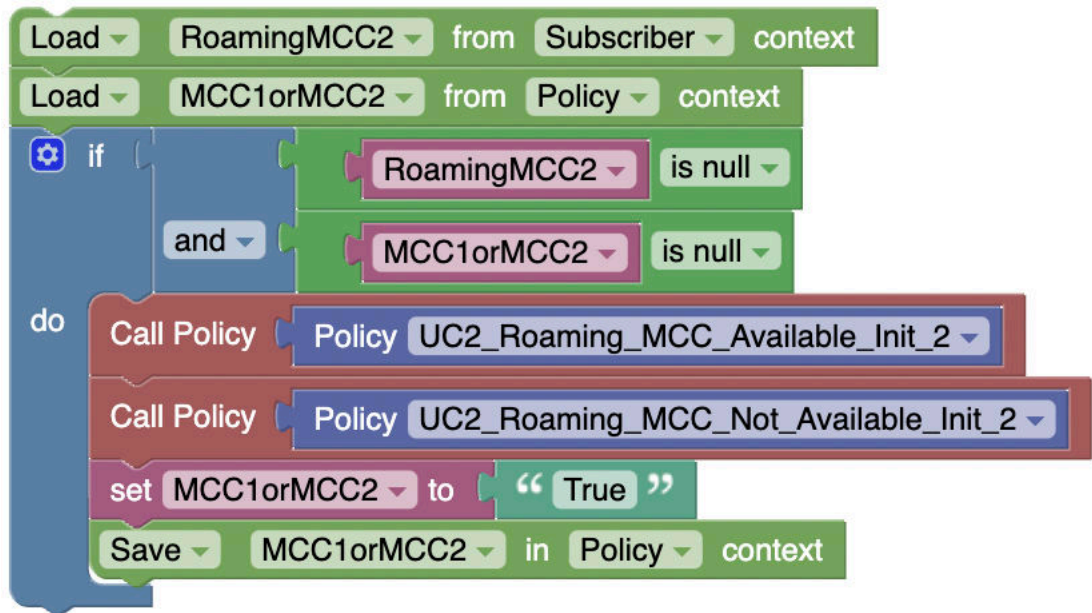 Load RoamingMCC2 from Subscriber context
Load MCC1orMCC2 from Policy context
if RoamingMCC2 is null
and MCC1orMCC2 is null
do Call Policy Policy UC2_Roaming_MCC_Available_Init_2
Call Policy Policy UC2_Roaming_MCC_Not_Available_Init_2
set MCC1orMCC2 to “ True ”
Save MCC1orMCC2 in Policy context